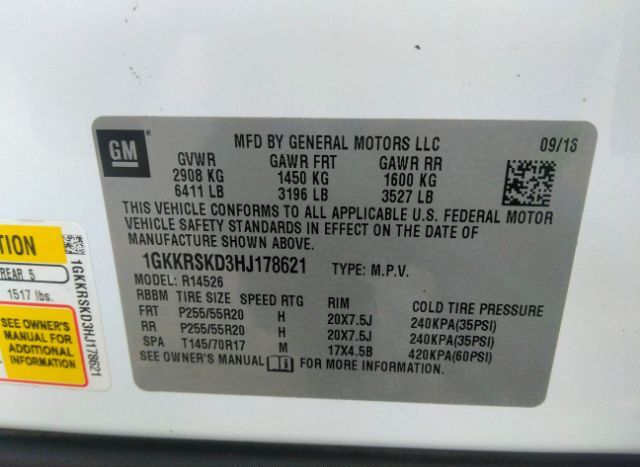 GM
MFD BY GENERAL MOTORS LLC 09/16
GVWR GAWR FRT GAWR RR
2908 KG 1450 KG 1600 KG
6411 LB 3196 LB 3527 LB
THIS VEHICLE CONFORMS TO ALL APPLICABLE U.S. FEDERAL MOTOR
VEHICLE SAFETY STANDARDS IN EFFECT ON THE DATE OF
MANUFACTURE SHOWN ABOVE.
1GKKRSKD3HJ178621 TYPE: M.P.V.
MODEL: R14526
RBBM TIRE SIZE SPEED RTG RIM COLD TIRE PRESSURE
FRT P255/55R20 H 20X7.5J 240KPA(35PSI)
RR P255/55R20 H 20X7.5J 240KPA(35PSI)
SPA T145/70R17 M 17X4.5B 420KPA(60PSI)
SEE OWNER'S MANUAL FOR MORE INFORMATION.
TION
REAR 5
1517 lbs.
SEE OWNER'S
MANUAL FOR
ADDITIONAL
INFORMATION
1GKKRSKD3HJ178621